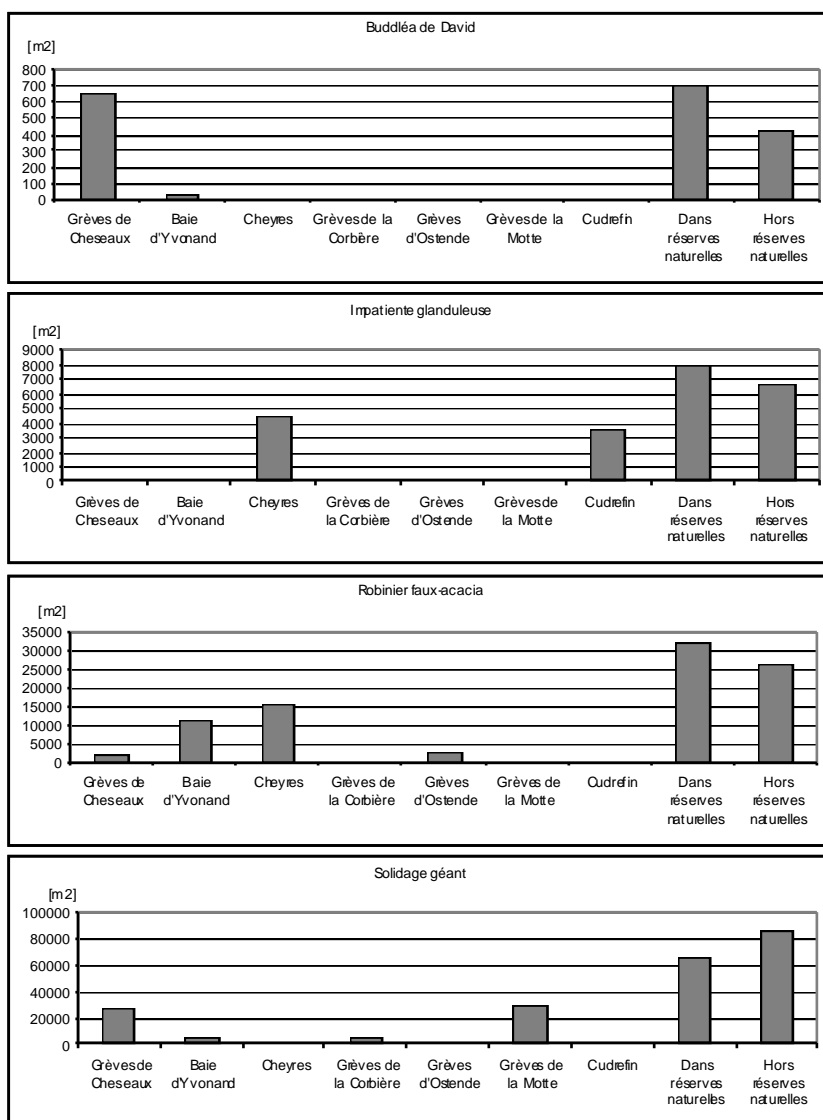 Buddléa de David
[m2]
800
700
600
500
400
300
200
100
0
Grèves de Cheseaux
Baie d'Yvonand
Cheyres
Grèves de la Corbière
Grèves d'Ostende
Grèves de la Motte
Cudrefin
Dans réserves naturelles
Hors réserves naturelles
Impatiente glanduleuse
[m2]
9000
8000
7000
6000
5000
4000
3000
2000
1000
0
Grèves de Cheseaux
Baie d'Yvonand
Cheyres
Grèves de la Corbière
Grèves d'Ostende
Grèves de la Motte
Cudrefin
Dans réserves naturelles
Hors réserves naturelles
Robinier faux-acacia
[m2]
35000
30000
25000
20000
15000
10000
5000
0
Grèves de Cheseaux
Baie d'Yvonand
Cheyres
Grèves de la Corbière
Grèves d'Ostende
Grèves de la Motte
Cudrefin
Dans réserves naturelles
Hors réserves naturelles
Solidage géant
[m2]
100000
80000
60000
40000
20000
0
Grèves de Cheseaux
Baie d'Yvonand
Cheyres
Grèves de la Corbière
Grèves d'Ostende
Grèves de la Motte
Cudrefin
Dans réserves naturelles
Hors réserves naturelles